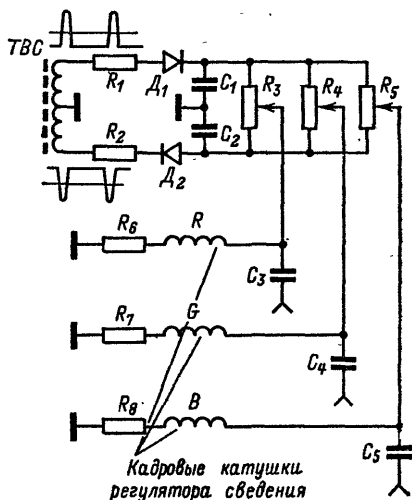 ТВС
R1
Д1
C1
R3
R4
R5
C2
R2
Д2
R6
R
C3
R7
G
C4
R8
B
C5
Кадровые катушки
регулятора сведения